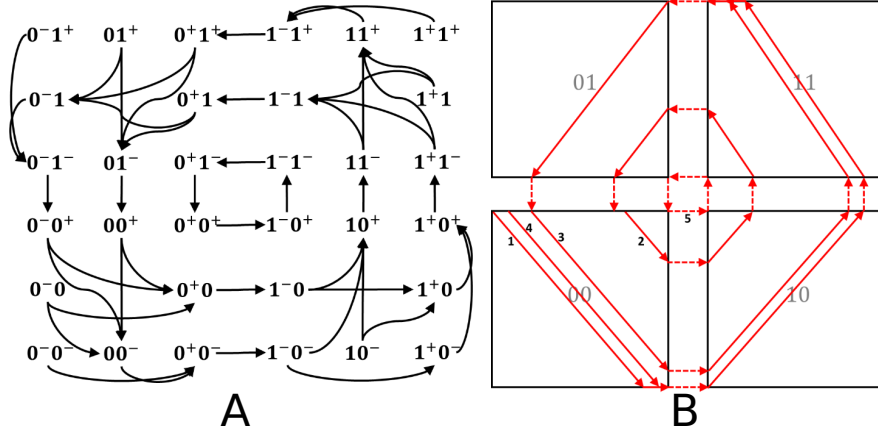 0⁻1⁺ 01⁺ 0⁺1⁺ 1⁻1⁺ 11⁺ 1⁺1⁺
0⁻1 0⁺1 1⁻1 1⁺1
0⁻1⁻ 01⁻ 0⁺1⁻ 1⁻1⁻ 11⁻ 1⁺1⁻
0⁻0⁺ 00⁺ 0⁺0⁺ 1⁻0⁺ 10⁺ 1⁺0⁺
0⁻0 0⁺0 1⁻0 1⁺0
0⁻0⁻ 00⁻ 0⁺0⁻ 1⁻0⁻ 10⁻ 1⁺0⁻
A
01 11
1 4 3 2 5
00 10
B